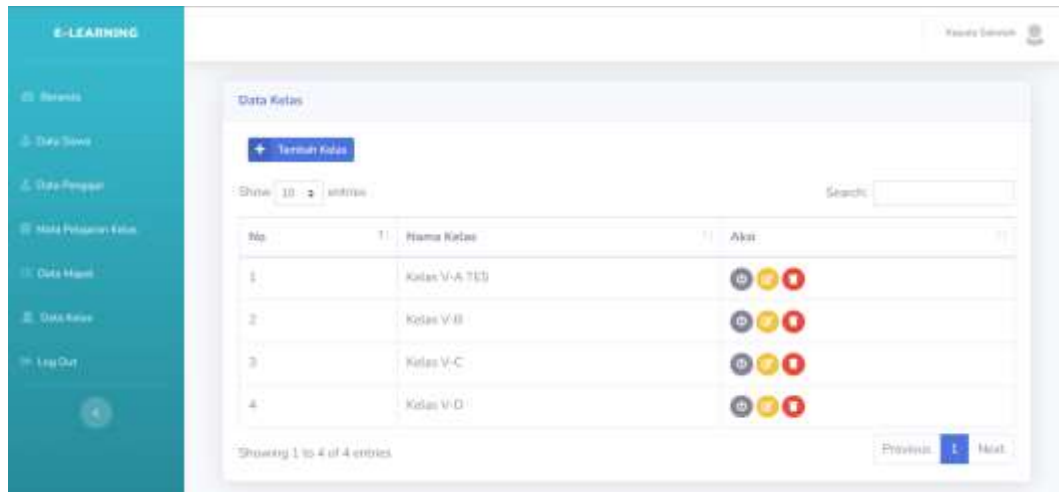 E-LEARNING
Kepala Sekolah
Beranda
Data Siswa
Data Pengajar
Mata Pelajaran Kelas
Data Mapel
Data Kelas
Log Out
Data Kelas
+ Tambah Kelas
Show 10 entries
Search:
No. Nama Kelas Aksi
1 Kelas V-A
2 Kelas V-B
3 Kelas V-C
4 Kelas V-D
Showing 1 to 4 of 4 entries
Previous 1 Next